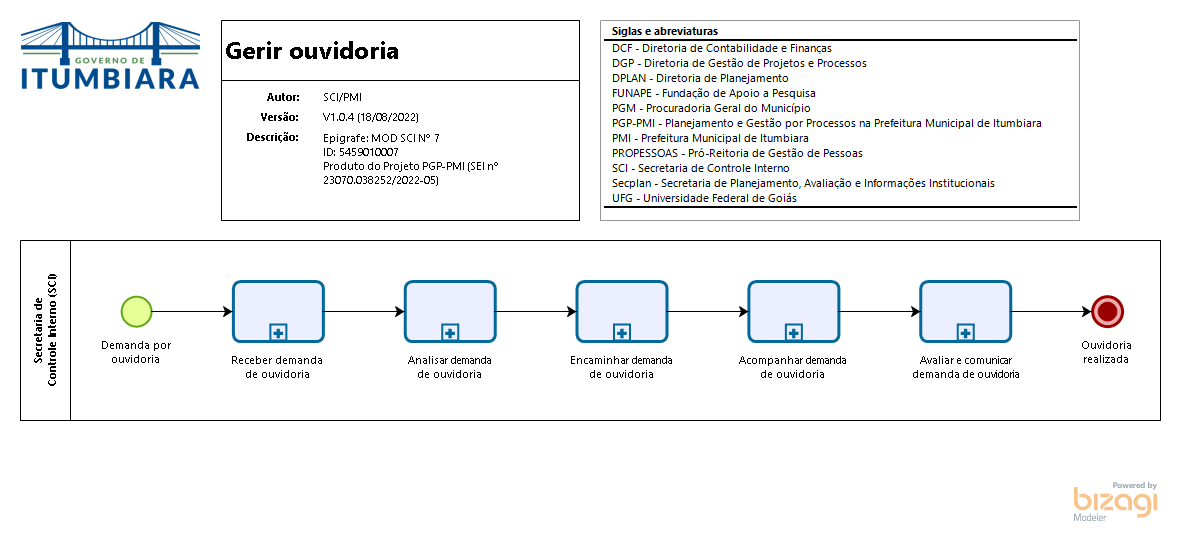 GOVERNO DE
ITUMBIARA
Gerir ouvidoria
Autor: SCI/PMI
Versão: V1.0.4 (18/08/2022)
Descrição: Epigrafe: MOD SCI Nº 7
ID: 5459010007
Produto do Projeto PGP-PMI (SEI nº
23070.038252/2022-05)
Siglas e abreviaturas
DCF - Diretoria de Contabilidade e Finanças
DGP - Diretoria de Gestão de Projetos e Processos
DPLAN - Diretoria de Planejamento
FUNAPE - Fundação de Apoio a Pesquisa
PGM - Procuradoria Geral do Município
PGP-PMI - Planejamento e Gestão por Processos na Prefeitura Municipal de Itumbiara
PMI - Prefeitura Municipal de Itumbiara
PROPESSOAS - Pró-Reitoria de Gestão de Pessoas
SCI - Secretaria de Controle Interno
Secplan - Secretaria de Planejamento, Avaliação e Informações Institucionais
UFG - Universidade Federal de Goiás
Secretaria de
Controle Interno (SCI)
Demanda por
ouvidoria
Receber demanda
de ouvidoria
Analisar demanda
de ouvidoria
Encaminhar demanda
de ouvidoria
Acompanhar demanda
de ouvidoria
Avaliar e comunicar
demanda de ouvidoria
Ouvidoria
realizada
Powered by
bizagi
Modeler